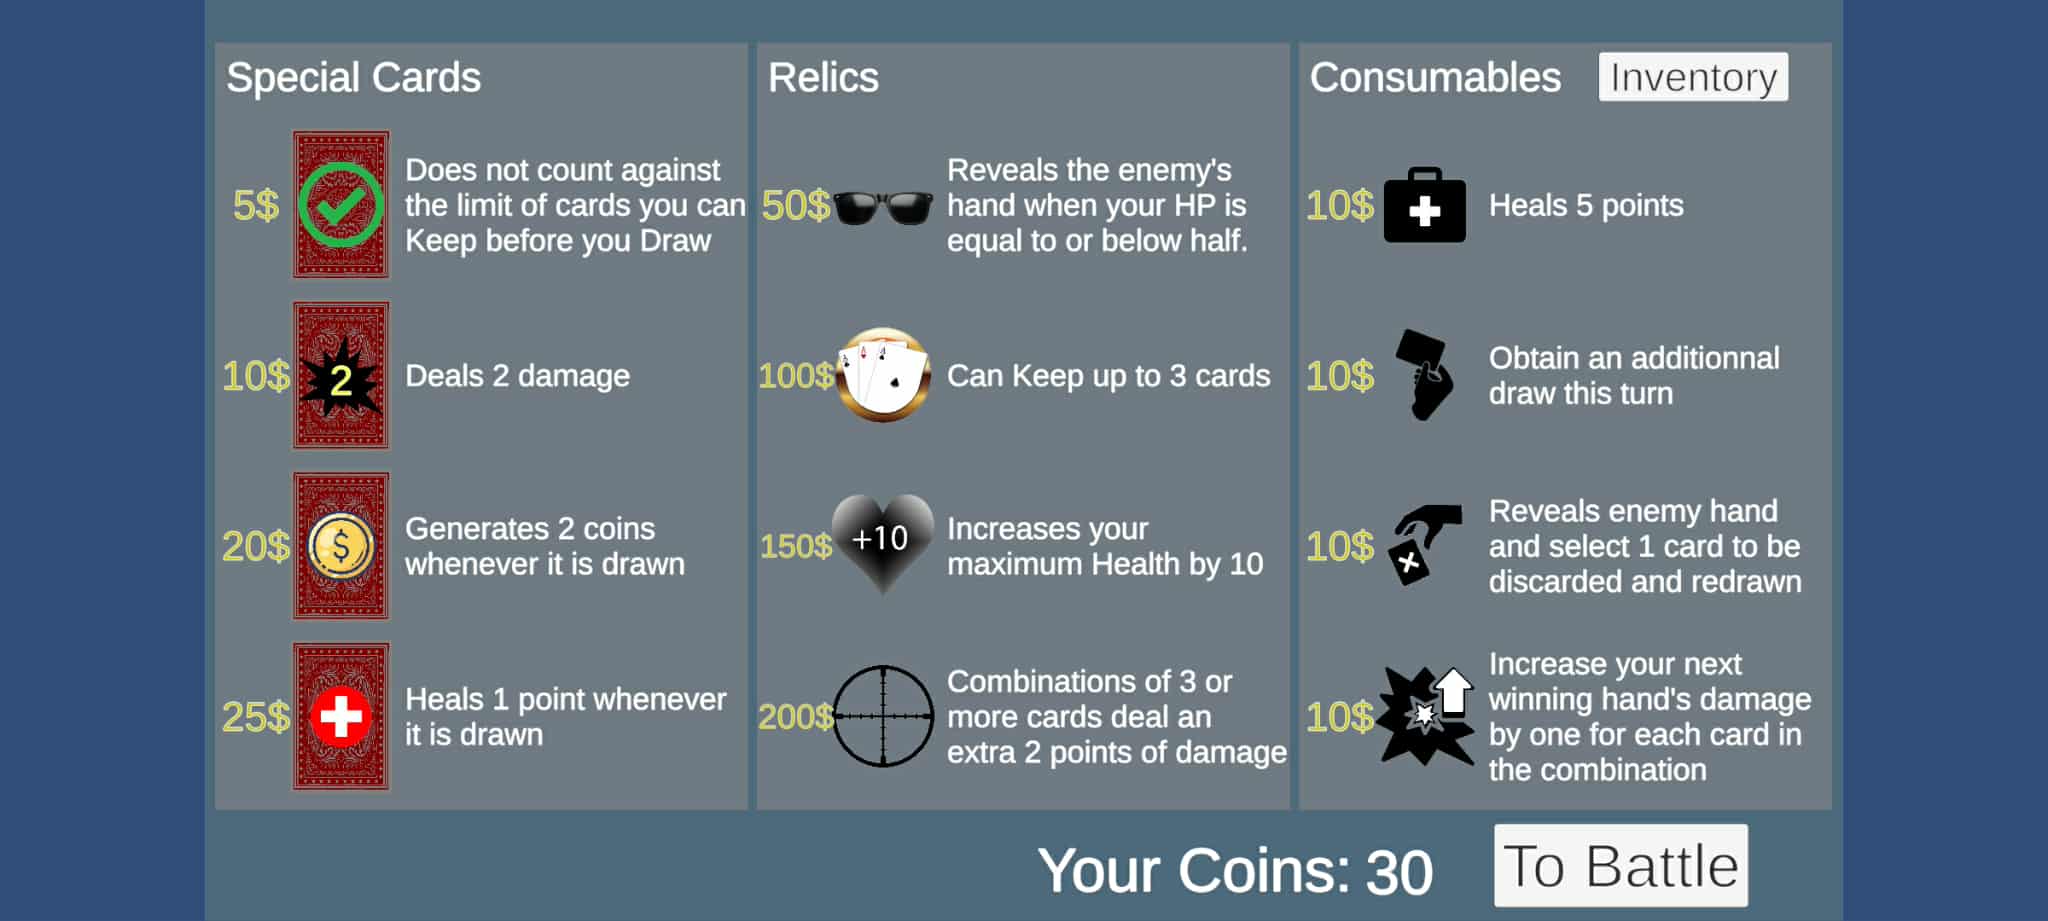 Special Cards
5$
Does not count against
the limit of cards you can
Keep before you Draw
10$
2
Deals 2 damage
20$
$
Generates 2 coins
whenever it is drawn
25$
Heals 1 point whenever
it is drawn
Relics
50$
Reveals the enemy's
hand when your HP is
equal to or below half.
100$
Can Keep up to 3 cards
150$
+10
Increases your
maximum Health by 10
200$
Combinations of 3 or
more cards deal an
extra 2 points of damage
Consumables
Inventory
10$
Heals 5 points
10$
Obtain an additionnal
draw this turn
10$
Reveals enemy hand
and select 1 card to be
discarded and redrawn
10$
Increase your next
winning hand's damage
by one for each card in
the combination
Your Coins: 30
To Battle